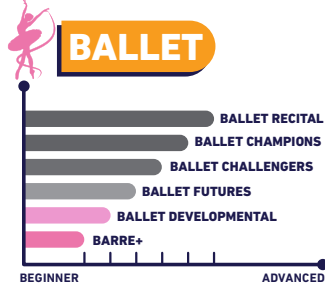 BALLET
BALLET RECITAL
BALLET CHAMPIONS
BALLET CHALLENGERS
BALLET FUTURES
BALLET DEVELOPMENTAL
BARRE+
BEGINNER ADVANCED